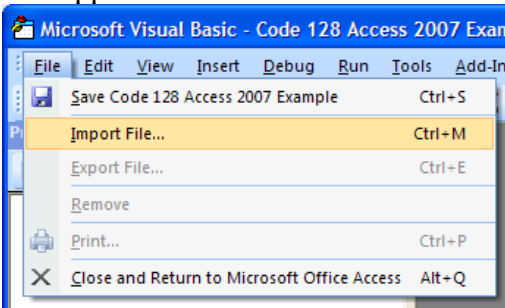 Microsoft Visual Basic - Code 128 Access 2007 Exam
File Edit View Insert Debug Run Tools Add-In
Save Code 128 Access 2007 Example Ctrl+S
Import File... Ctrl+M
Export File... Ctrl+E
Remove
Print... Ctrl+P
Close and Return to Microsoft Office Access Alt+Q